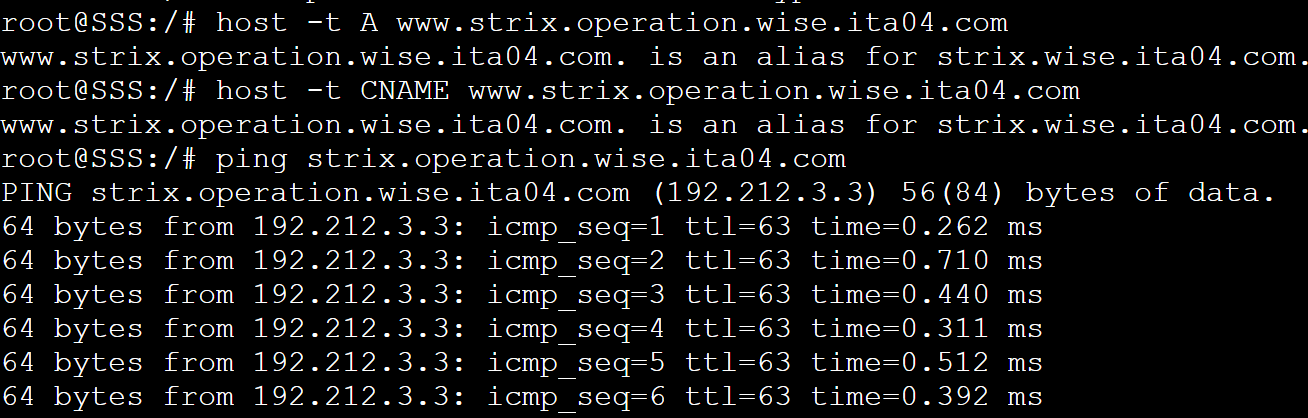 root@SSS:/# host -t A www.strix.operation.wise.ita04.com
www.strix.operation.wise.ita04.com. is an alias for strix.wise.ita04.com.
root@SSS:/# host -t CNAME www.strix.operation.wise.ita04.com
www.strix.operation.wise.ita04.com. is an alias for strix.wise.ita04.com.
root@SSS:/# ping strix.operation.wise.ita04.com
PING strix.operation.wise.ita04.com (192.212.3.3) 56(84) bytes of data.
64 bytes from 192.212.3.3: icmp_seq=1 ttl=63 time=0.262 ms
64 bytes from 192.212.3.3: icmp_seq=2 ttl=63 time=0.710 ms
64 bytes from 192.212.3.3: icmp_seq=3 ttl=63 time=0.440 ms
64 bytes from 192.212.3.3: icmp_seq=4 ttl=63 time=0.311 ms
64 bytes from 192.212.3.3: icmp_seq=5 ttl=63 time=0.512 ms
64 bytes from 192.212.3.3: icmp_seq=6 ttl=63 time=0.392 ms